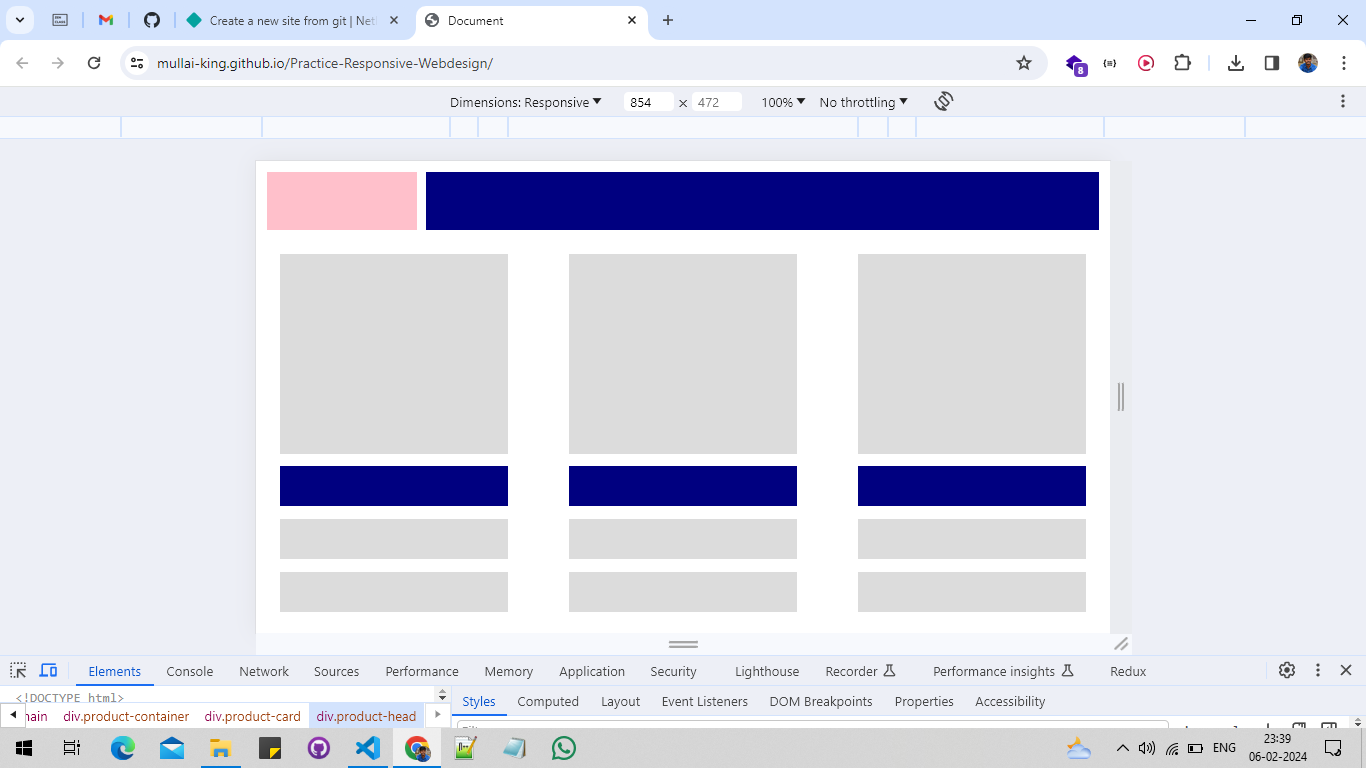 Create a new site from git | Netl
Document
mullai-king.github.io/Practice-Responsive-Webdesign/
8
Dimensions: Responsive 854 × 472 100% No throttling
Elements Console Network Sources Performance Memory Application Security Lighthouse Recorder Performance insights Redux
<!DOCTYPE html>
Styles Computed Layout Event Listeners DOM Breakpoints Properties Accessibility
div.product-container div.product-card div.product-head
ENG
23:39
06-02-2024